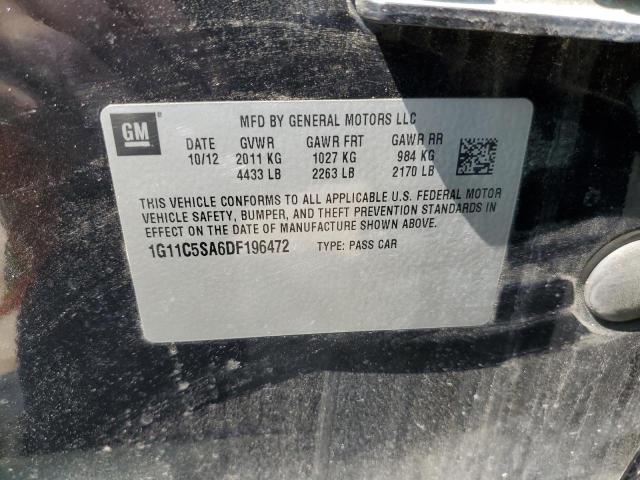 GM
MFD BY GENERAL MOTORS LLC
DATE GVWR GAWR FRT GAWR RR
10/12 2011 KG 1027 KG 984 KG
4433 LB 2263 LB 2170 LB
THIS VEHICLE CONFORMS TO ALL APPLICABLE U.S. FEDERAL MOTOR
VEHICLE SAFETY, BUMPER, AND THEFT PREVENTION STANDARDS IN
EFFECT ON THE DATE OF MANUFACTURE SHOWN ABOVE.
1G11C5SA6DF196472 TYPE: PASS CAR